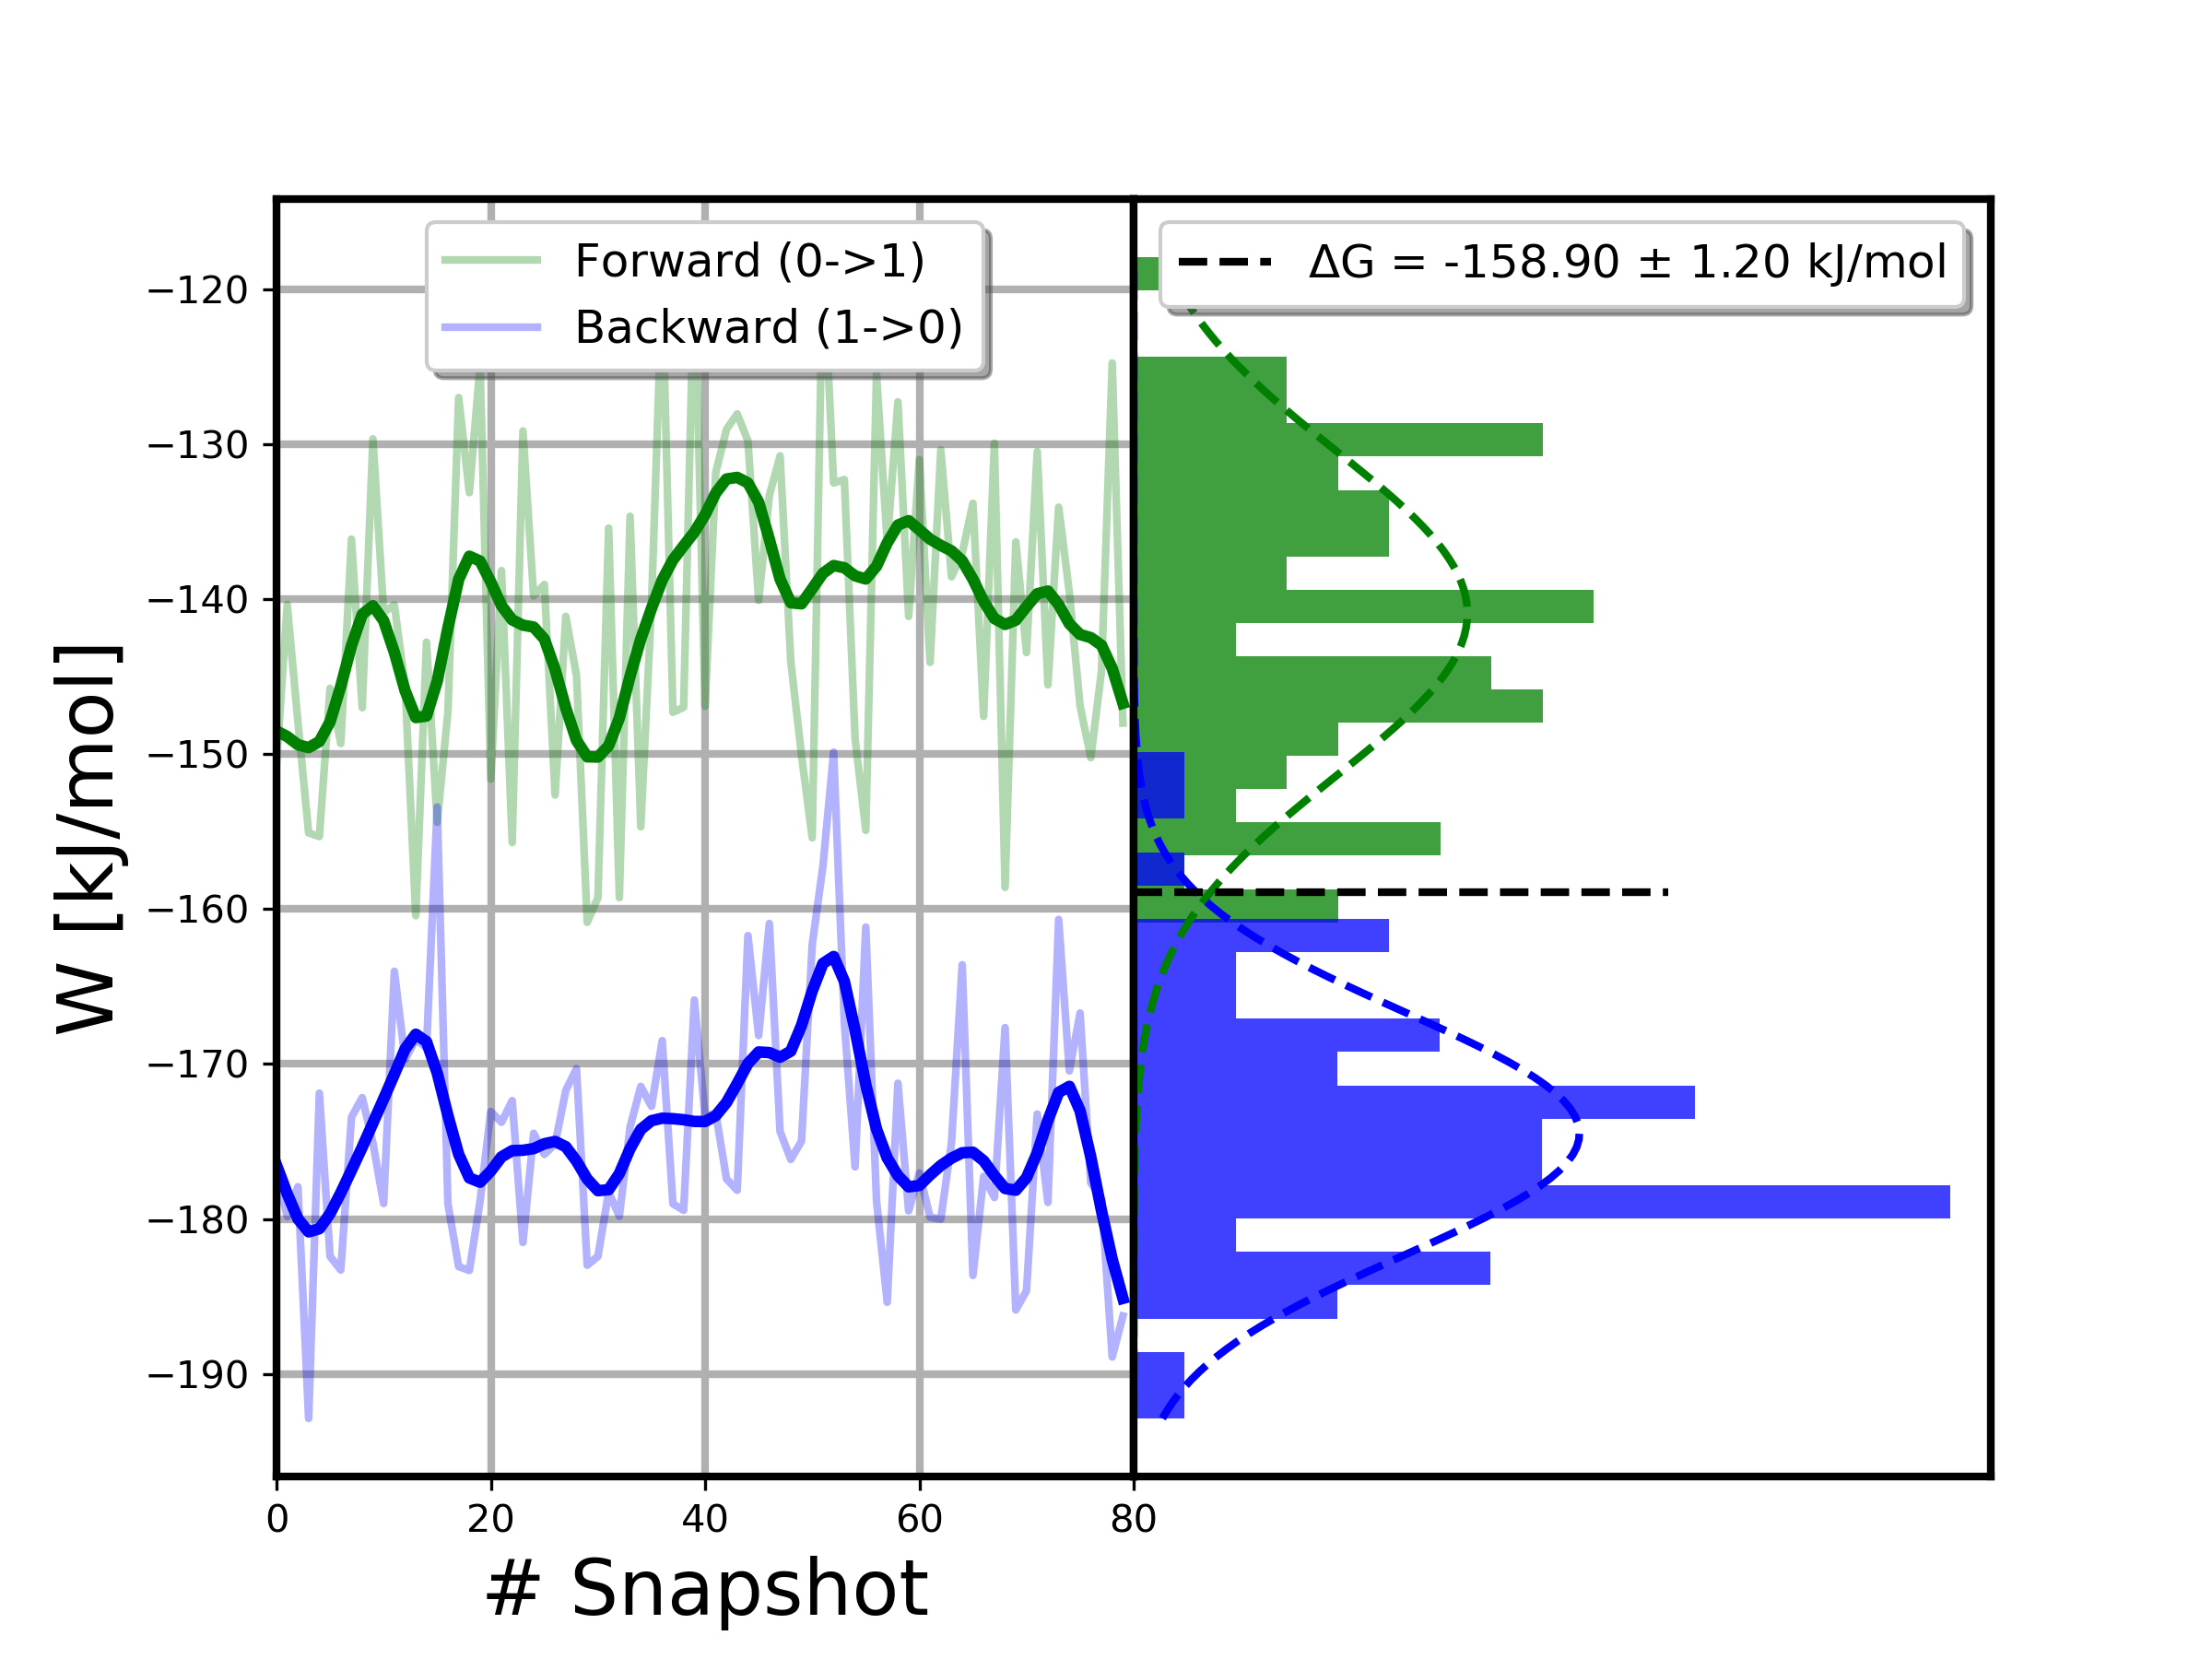 Forward (0->1)
Backward (1->0)
ΔG = -158.90 ± 1.20 kJ/mol
W [kJ/mol]
−120
−130
−140
−150
−160
−170
−180
−190
0 20 40 60 80
# Snapshot